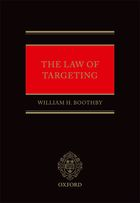 THE LAW OF
TARGETING
WILLIAM H. BOOTHBY
OXFORD